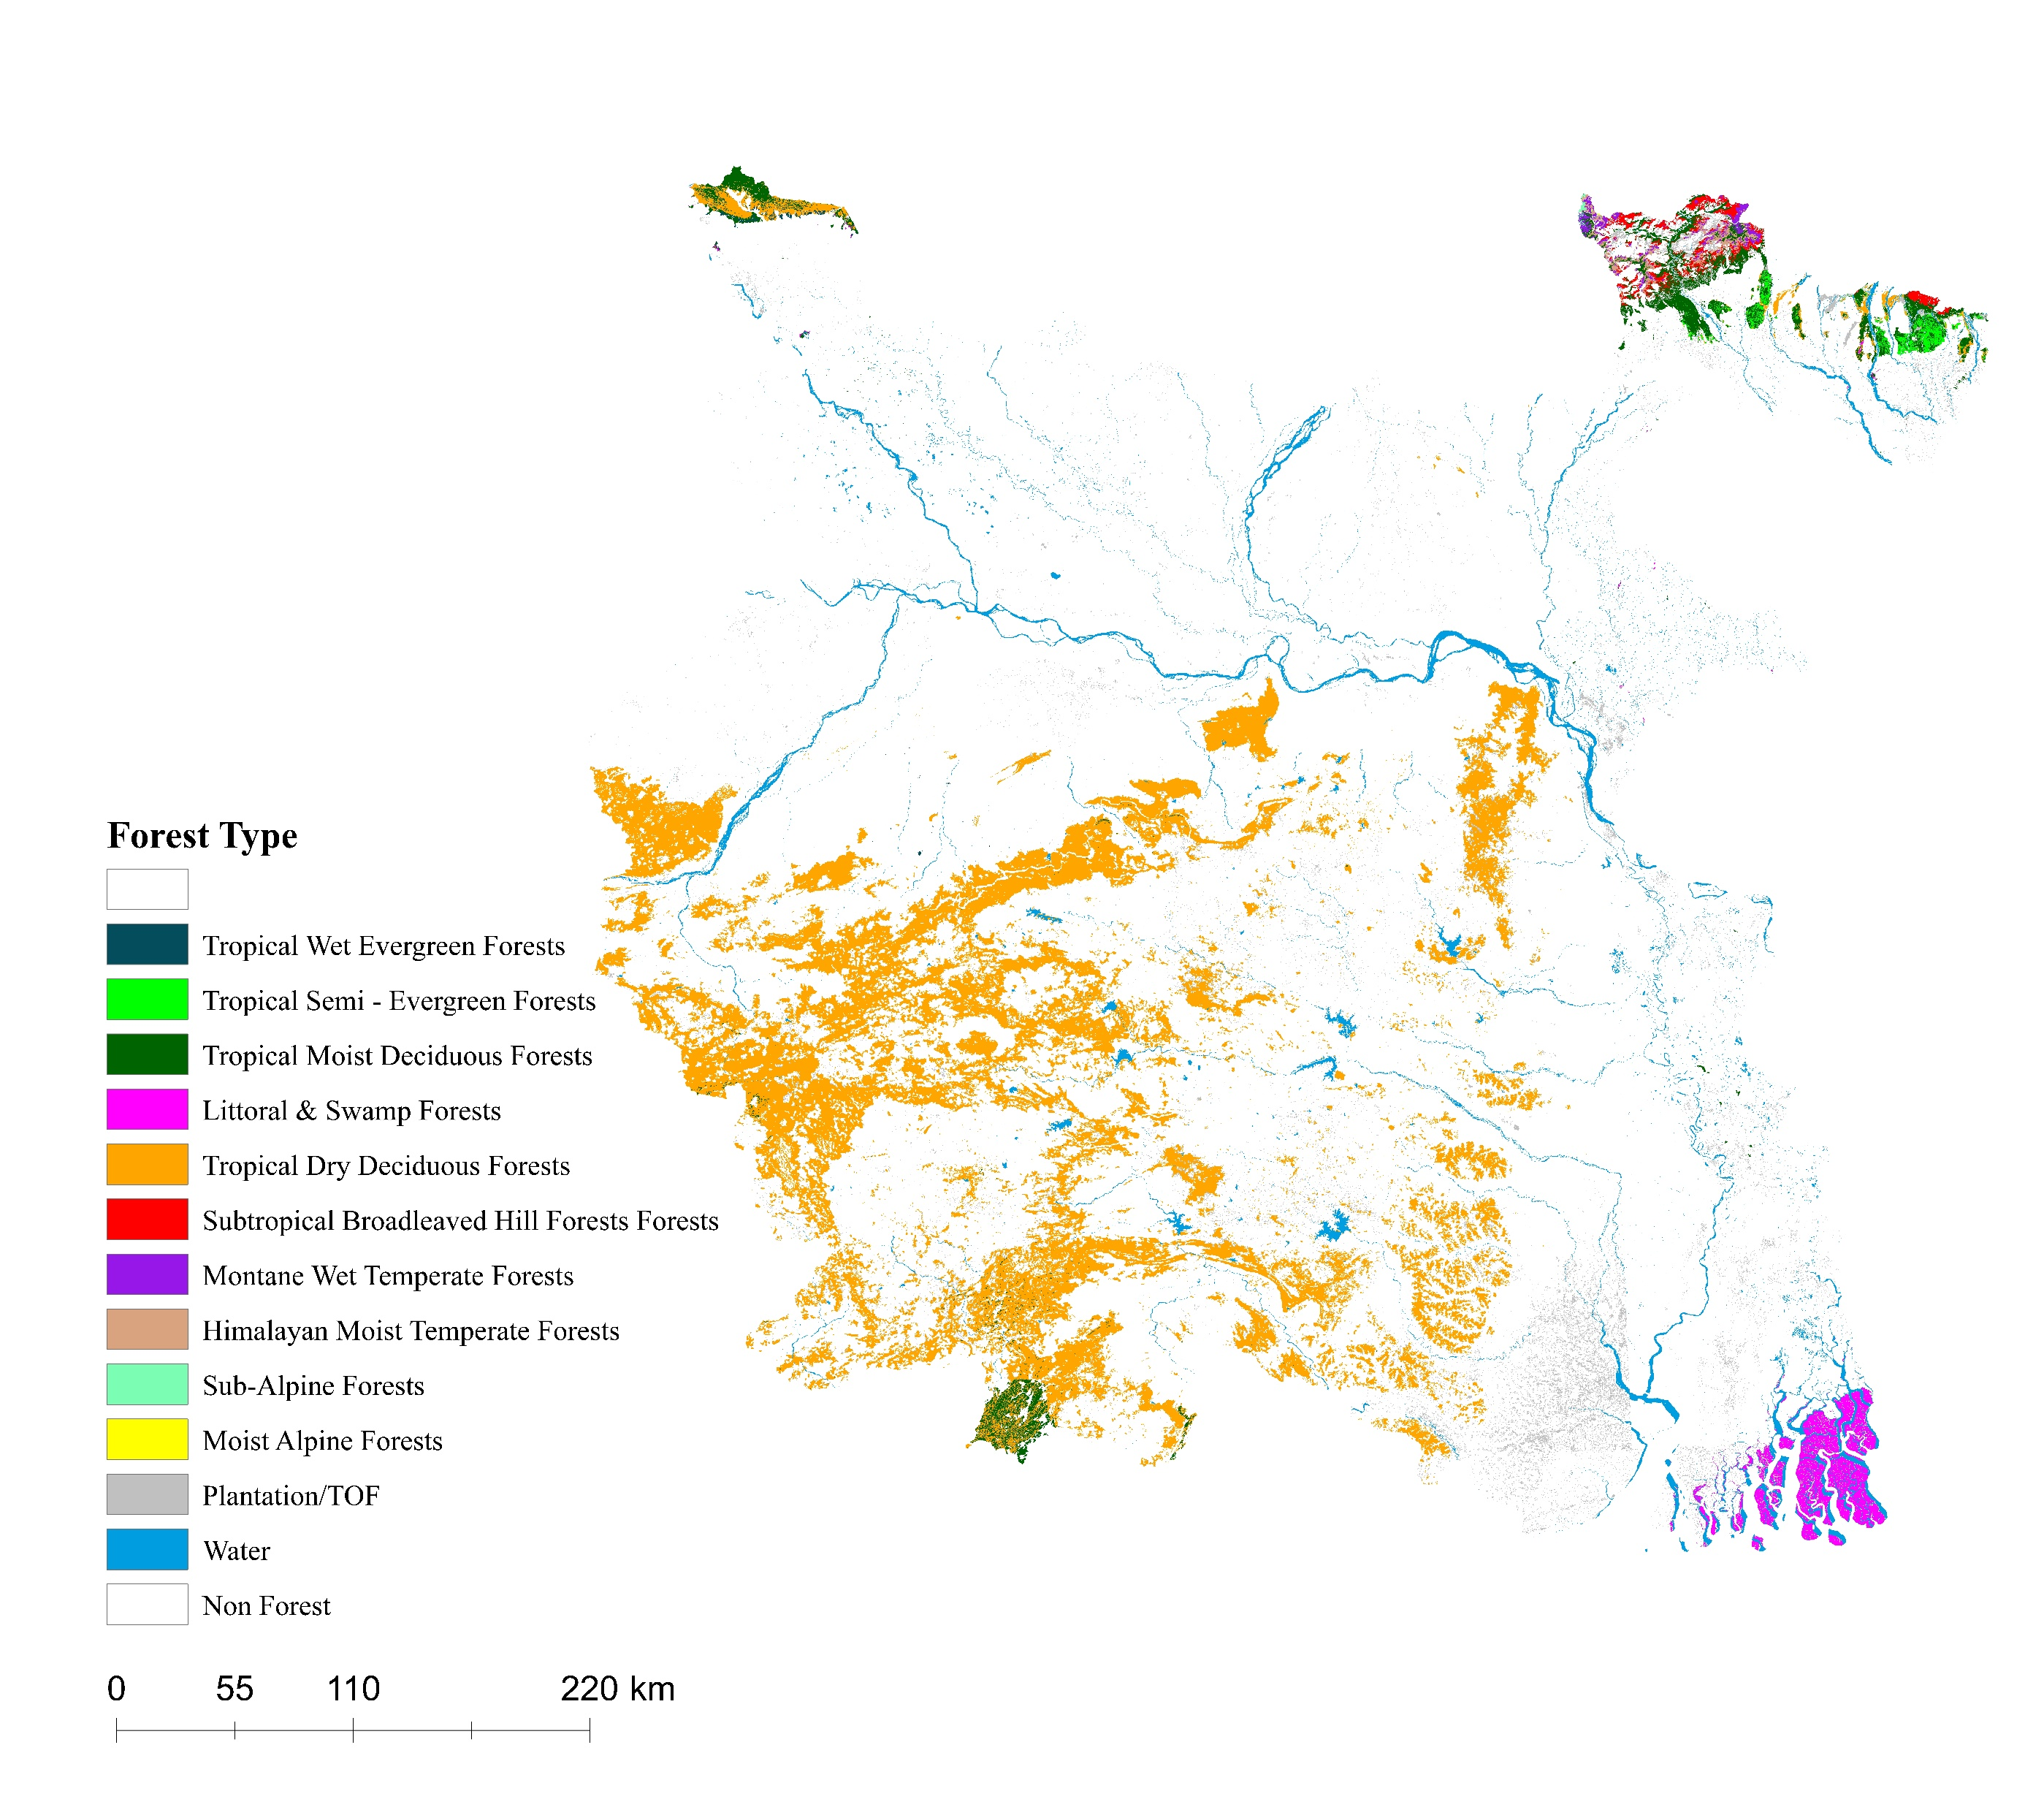 Forest Type
Tropical Wet Evergreen Forests
Tropical Semi - Evergreen Forests
Tropical Moist Deciduous Forests
Littoral & Swamp Forests
Tropical Dry Deciduous Forests
Subtropical Broadleaved Hill Forests Forests
Montane Wet Temperate Forests
Himalayan Moist Temperate Forests
Sub-Alpine Forests
Moist Alpine Forests
Plantation/TOF
Water
Non Forest
0 55 110 220 km